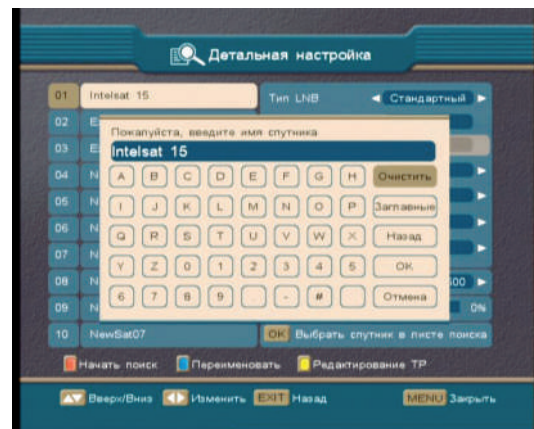 Детальная настройка
01 Intelsat 15 Тип LNB Стандартный
02 E
03 E
04 N
05 N
06 N
07 N
08 N 500
09 N 0%
10 NewSat07 OK Выбрать спутник в листе поиска
Пожалуйста, введите имя спутника
Intelsat 15
A B C D E F G H Очистить
I J K L M N O P Заглавные
Q R S T U V W X Назад
Y Z 0 1 2 3 4 5 OK
6 7 8 9 . - # Отмена
Начать поиск Переименовать Редактирование TP
Вверх/Вниз Изменить EXIT Назад MENU Закрыть